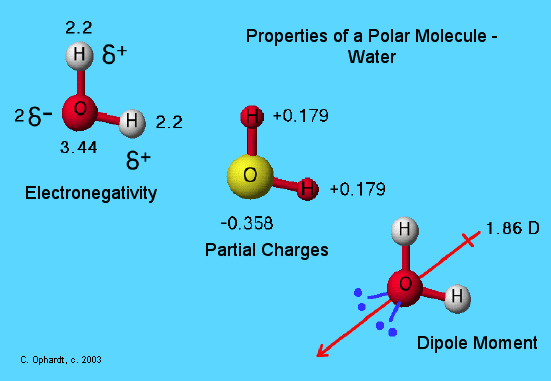 Properties of a Polar Molecule -
Water
2.2
H δ+
2 δ- O
H 2.2
3.44
δ+
Electronegativity
H +0.179
O
H +0.179
-0.358
Partial Charges
1.86 D
H
O
H
Dipole Moment
C. Ophardt, c. 2003